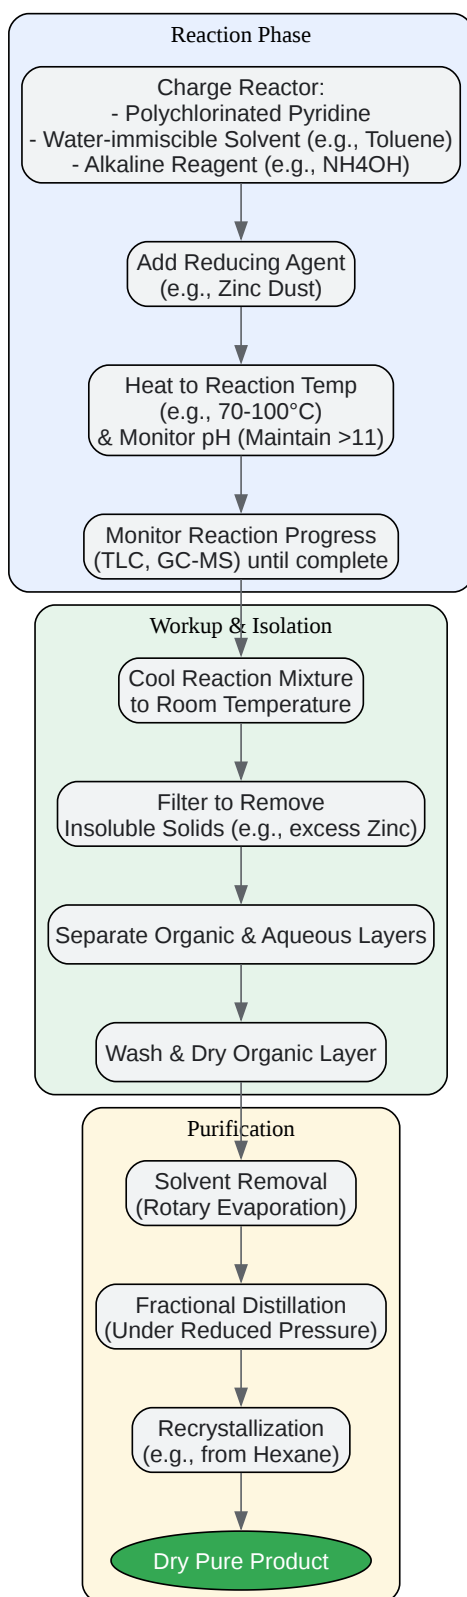 Reaction Phase
Charge Reactor:
- Polychlorinated Pyridine
- Water-immiscible Solvent (e.g., Toluene)
- Alkaline Reagent (e.g., NH4OH)
Add Reducing Agent
(e.g., Zinc Dust)
Heat to Reaction Temp
(e.g., 70-100°C)
& Monitor pH (Maintain >11)
Monitor Reaction Progress
(TLC, GC-MS) until complete
Workup & Isolation
Cool Reaction Mixture
to Room Temperature
Filter to Remove
Insoluble Solids (e.g., excess Zinc)
Separate Organic & Aqueous Layers
Wash & Dry Organic Layer
Purification
Solvent Removal
(Rotary Evaporation)
Fractional Distillation
(Under Reduced Pressure)
Recrystallization
(e.g., from Hexane)
Dry Pure Product